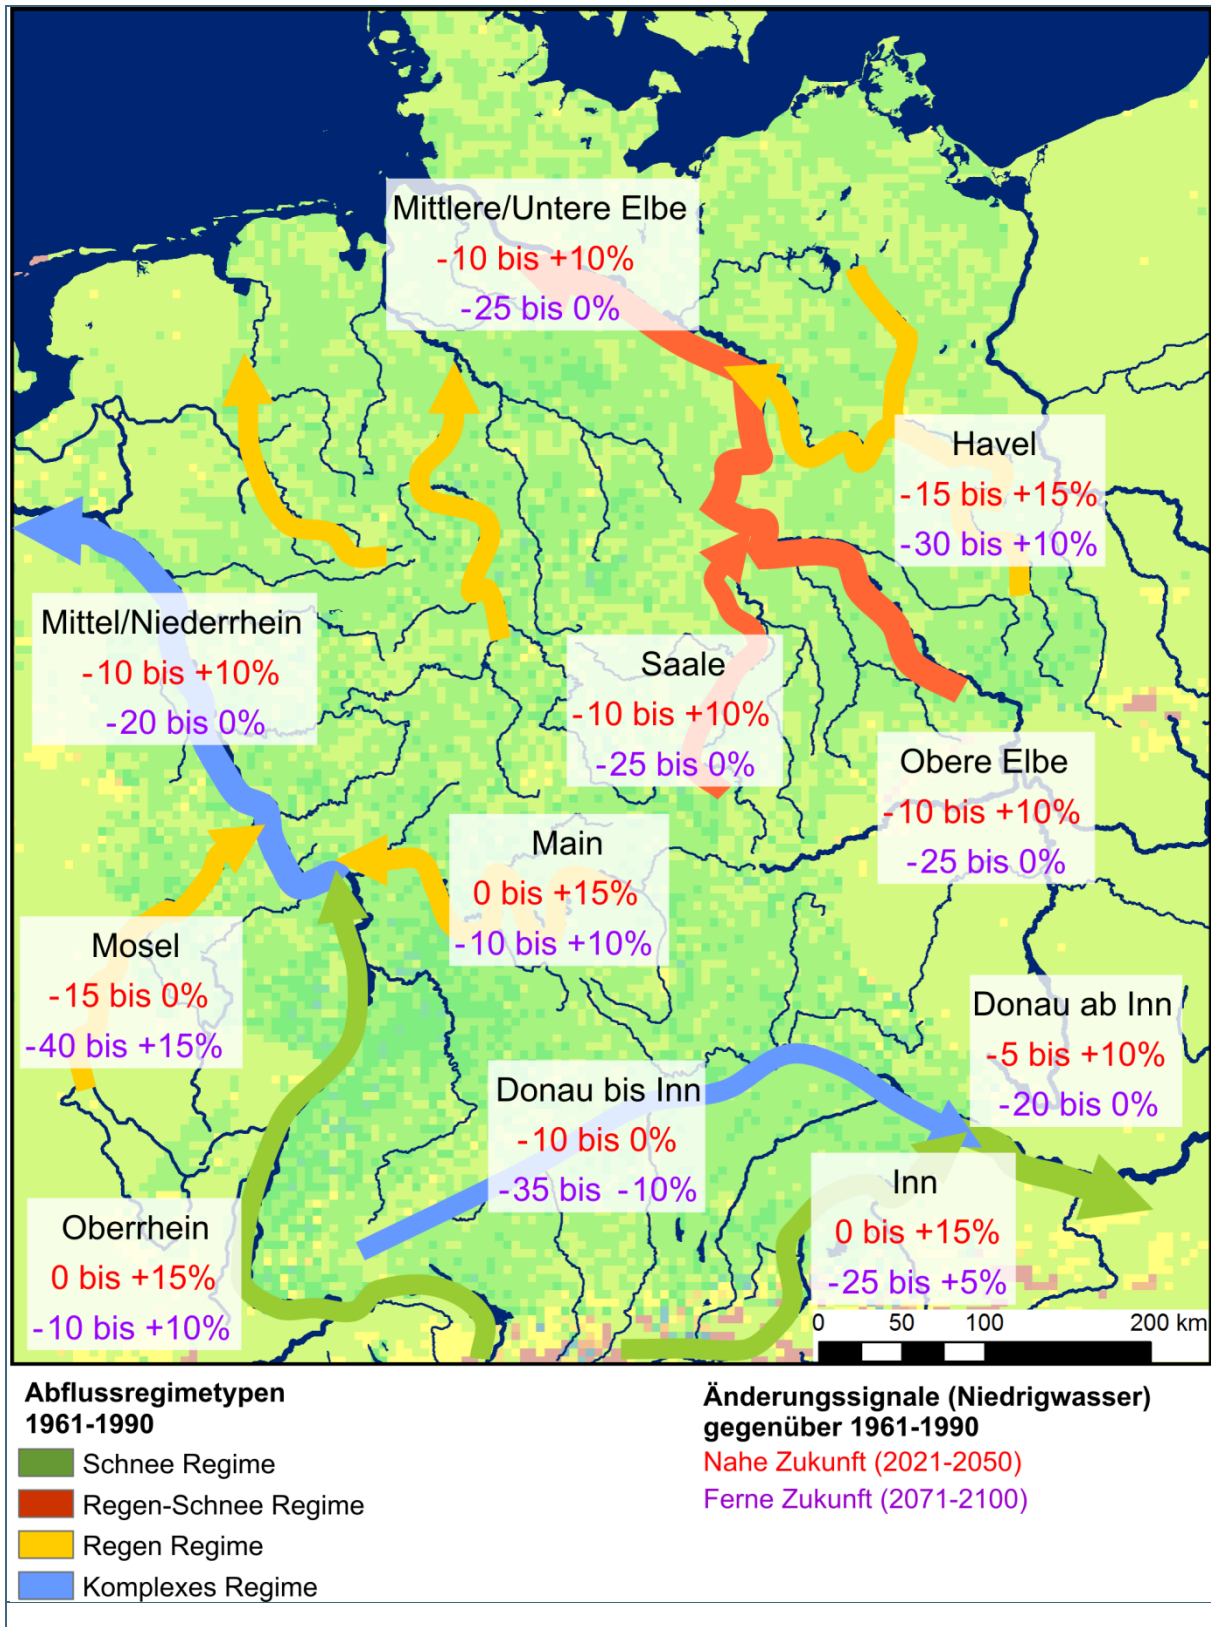 Mittlere/Untere Elbe
-10 bis +10%
-25 bis 0%
Havel
-15 bis +15%
-30 bis +10%
Mittel/Niederrhein
-10 bis +10%
-20 bis 0%
Saale
-10 bis +10%
-25 bis 0%
Obere Elbe
-10 bis +10%
-25 bis 0%
Main
0 bis +15%
-10 bis +10%
Mosel
-15 bis 0%
-40 bis +15%
Donau ab Inn
-5 bis +10%
-20 bis 0%
Donau bis Inn
-10 bis 0%
-35 bis -10%
Inn
0 bis +15%
-25 bis +5%
Oberrhein
0 bis +15%
-10 bis +10%
0 50 100 200 km
Abflussregimetypen
1961-1990
Schnee Regime
Regen-Schnee Regime
Regen Regime
Komplexes Regime
Änderungssignale (Niedrigwasser)
gegenüber 1961-1990
Nahe Zukunft (2021-2050)
Ferne Zukunft (2071-2100)